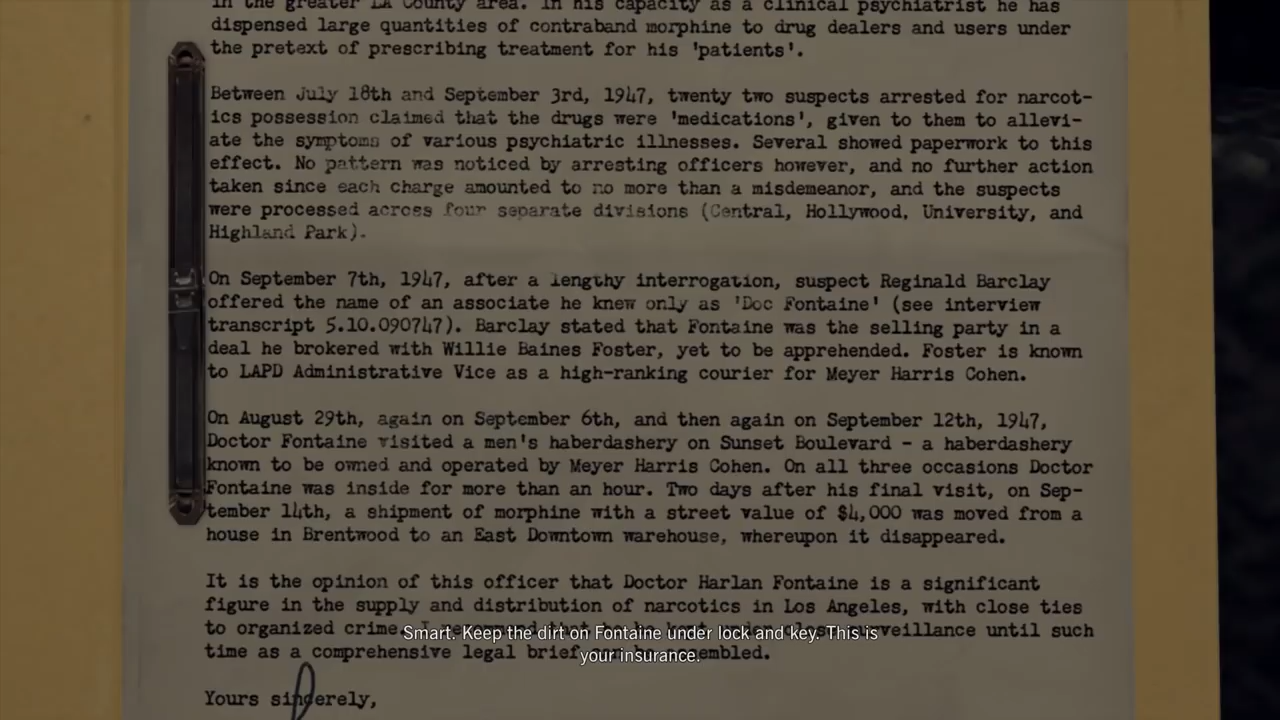 in the greater LA County area. In his capacity as a clinical psychiatrist he has
dispensed large quantities of contraband morphine to drug dealers and users under
the pretext of prescribing treatment for his 'patients'.
Between July 18th and September 3rd, 1947, twenty two suspects arrested for narcot-
ics possession claimed that the drugs were 'medications', given to them to allevi-
ate the symptoms of various psychiatric illnesses. Several showed paperwork to this
effect. No pattern was noticed by arresting officers however, and no further action
taken since each charge amounted to no more than a misdemeanor, and the suspects
were processed across four separate divisions (Central, Hollywood, University, and
Highland Park).
On September 7th, 1947, after a lengthy interrogation, suspect Reginald Barclay
offered the name of an associate he knew only as 'Doc Fontaine' (see interview
transcript 5.10.090747). Barclay stated that Fontaine was the selling party in a
deal he brokered with Willie Baines Foster, yet to be apprehended. Foster is known
to LAPD Administrative Vice as a high-ranking courier for Meyer Harris Cohen.
On August 29th, again on September 6th, and then again on September 12th, 1947,
Doctor Fontaine visited a men's haberdashery on Sunset Boulevard - a haberdashery
known to be owned and operated by Meyer Harris Cohen. On all three occasions Doctor
Fontaine was inside for more than an hour. Two days after his final visit, on Sep-
tember 14th, a shipment of morphine with a street value of $4,000 was moved from a
house in Brentwood to an East Downtown warehouse, whereupon it disappeared.
It is the opinion of this officer that Doctor Harlan Fontaine is a significant
figure in the supply and distribution of narcotics in Los Angeles, with close ties
to organized crime. surveillance until such
Smart. Keep the dirt on Fontaine under lock and key. This is
time as a comprehensive legal brief
your insurance.
Yours sincerely,